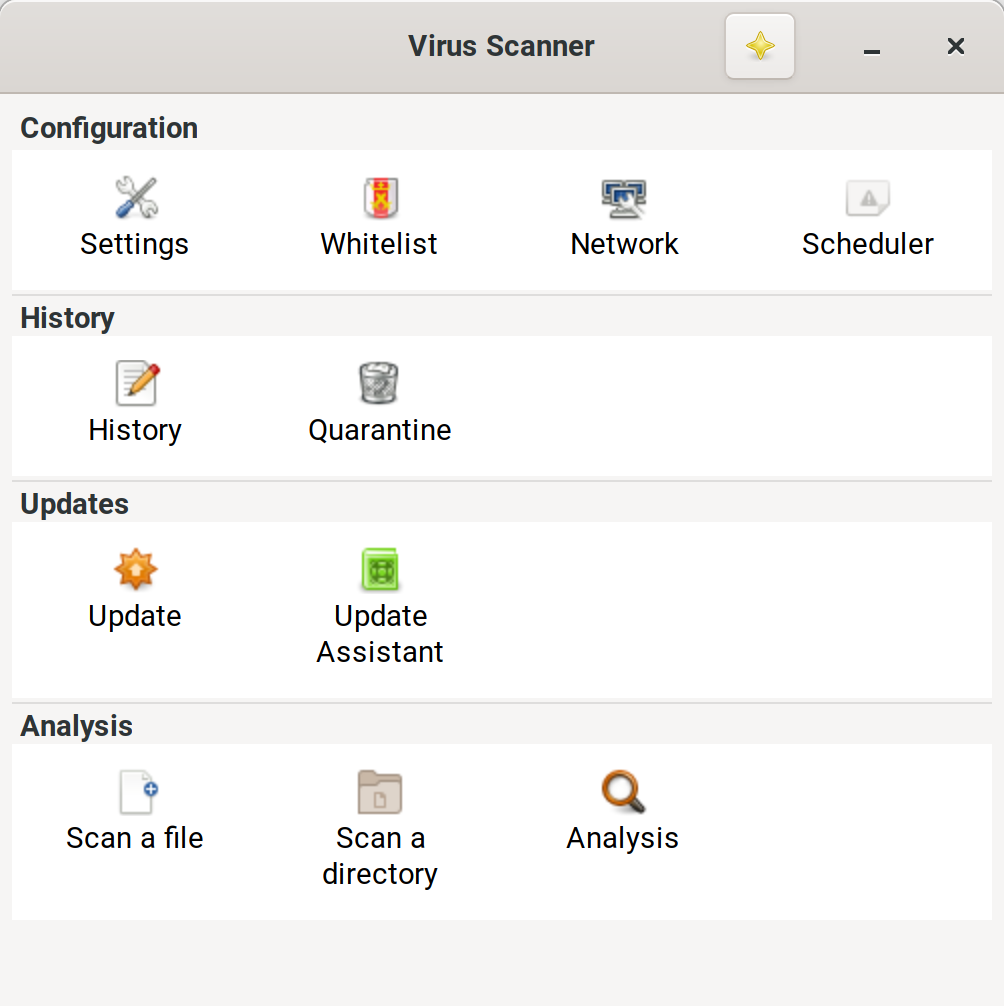 Virus Scanner
Configuration
Settings
Whitelist
Network
Scheduler
History
History
Quarantine
Updates
Update
Update
Assistant
Analysis
Scan a file
Scan a
directory
Analysis